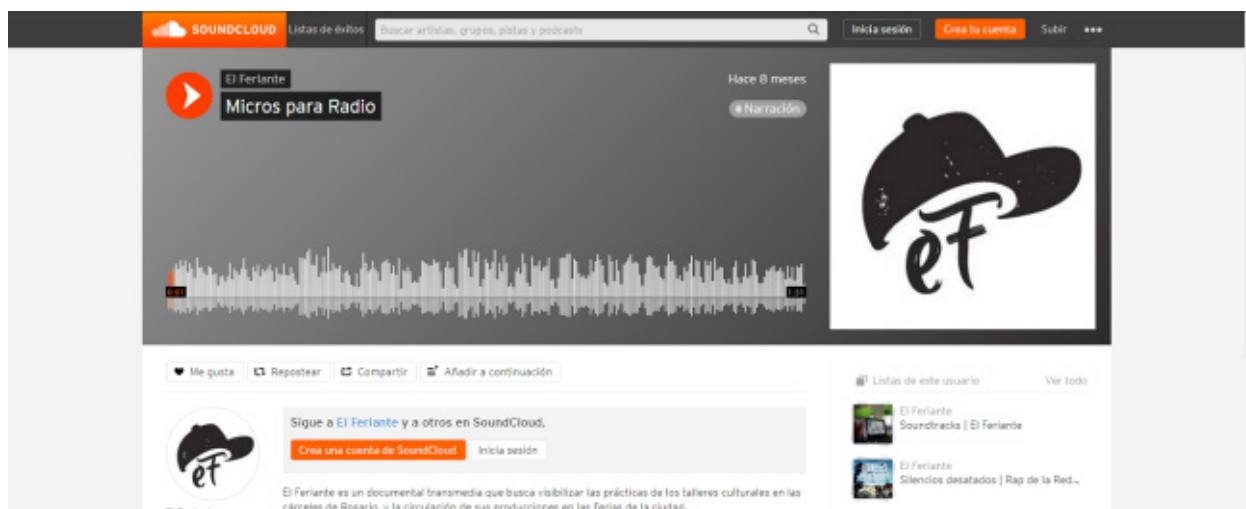 SOUNDCLOUD Listas de éxitos Buscar artistas, grupos, pistas y podcasts Inicia sesión Crea tu cuenta Subir
El Feriante
Hace 8 meses
Micros para Radio
Narración
eF
Me gusta Repostear Compartir Añadir a continuación
Listas de este usuario Ver todo
Sigue a El Feriante y a otros en SoundCloud.
Crea una cuenta de SoundCloud Inicia sesión
eF
El Feriante es un documental transmedia que busca visibilizar las prácticas de los talleres culturales en las
cárceles de Rosario, y la circulación de sus producciones en las Ferias de la ciudad.
El Feriante
Soundtracks | El Feriante
El Feriante
Silencios desatados | Rap de la Red...